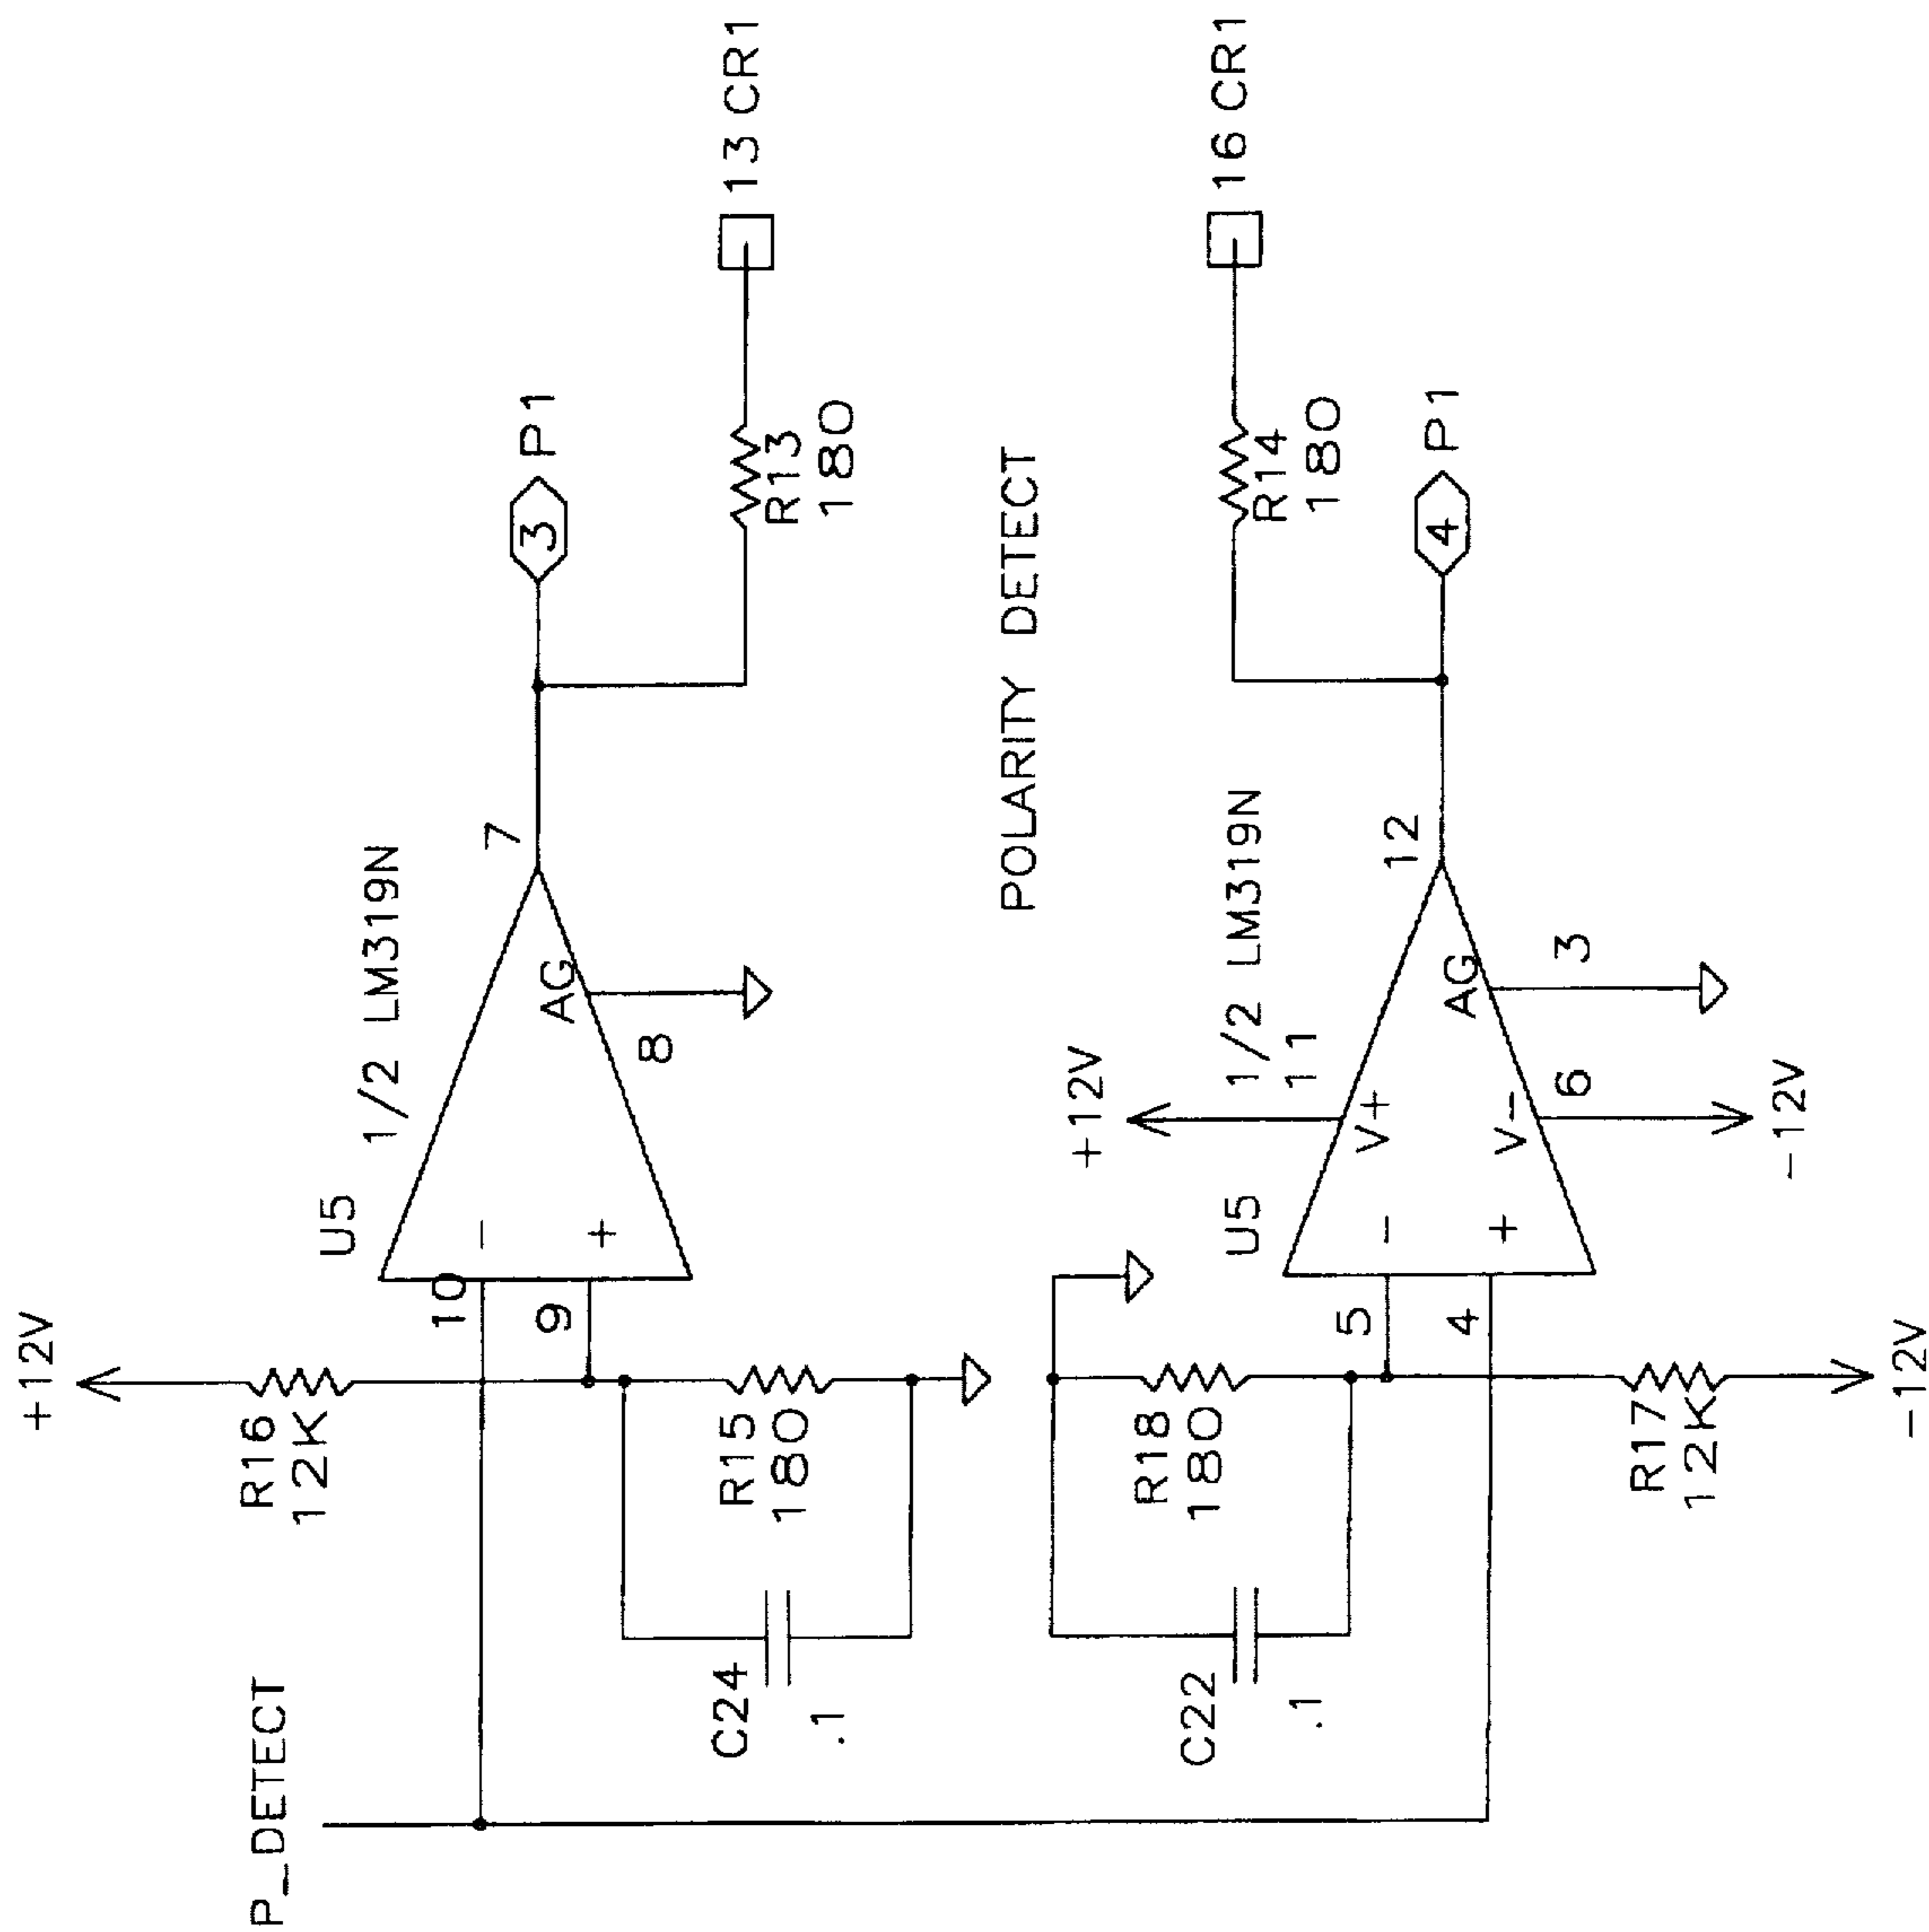 +12V
P_DETECT
R16
12K
U5
1/2 LM319N
10
9
-
+
7
AG
8
3
P1
R13
180
13 CR1
C24
.1
R15
180
POLARITY DETECT
+12V
U5
1/2 LM319N
11
V+
-
+
V-
5
4
12
AG
3
6
-12V
4
P1
R14
180
16 CR1
C22
.1
R18
180
R17
12K
-12V